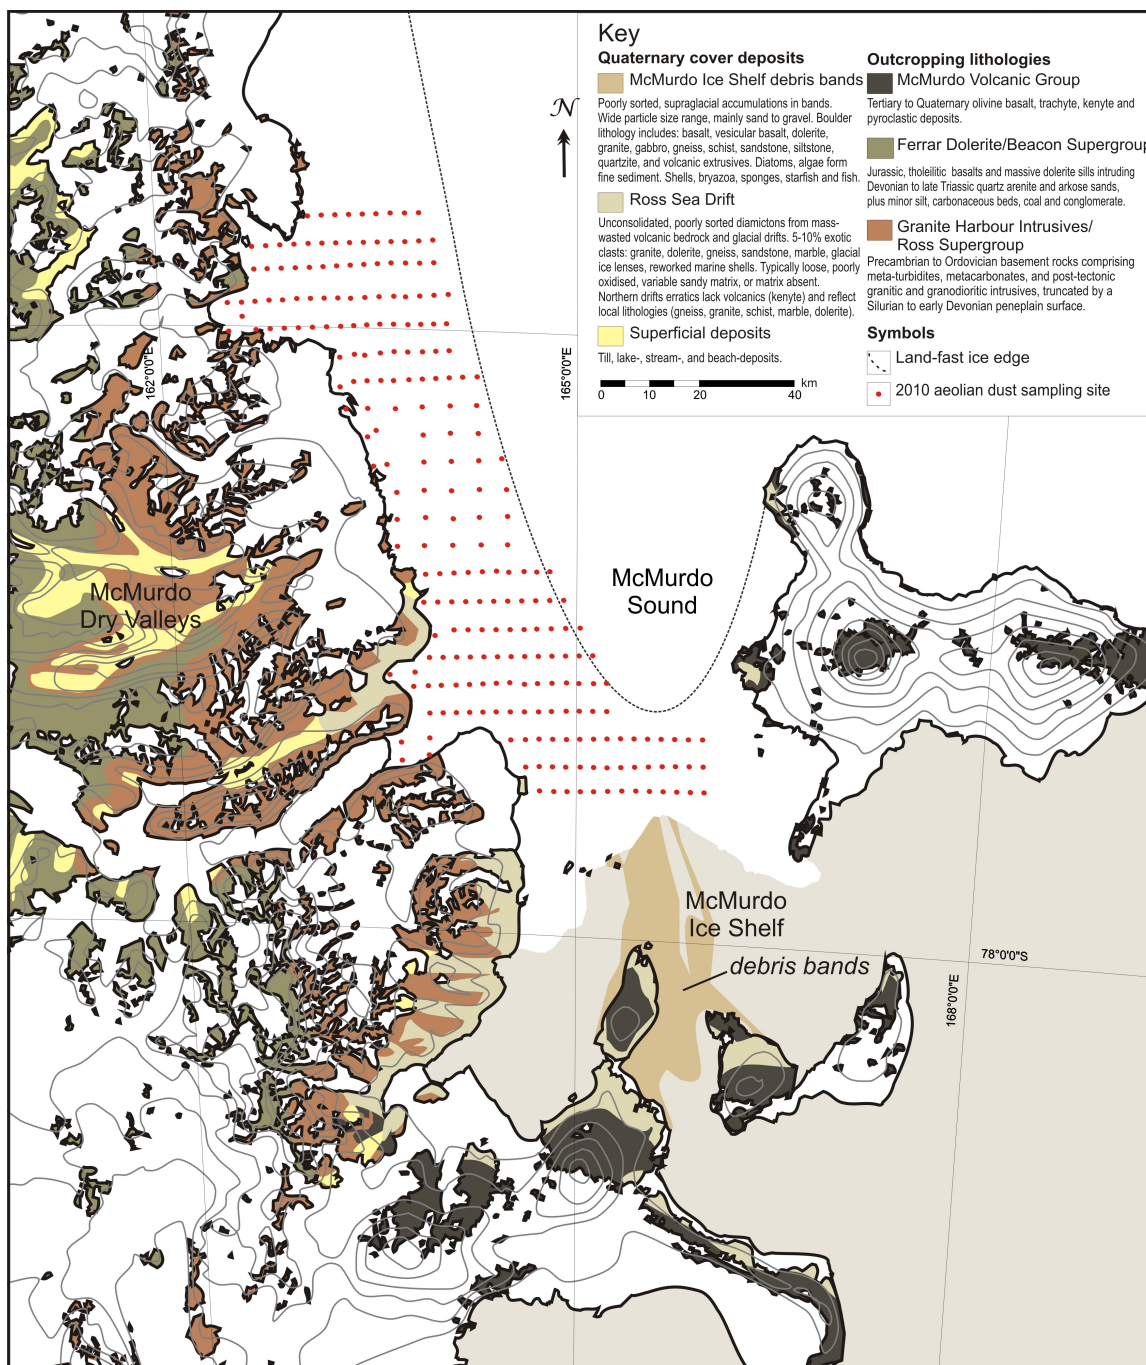 Key
Quaternary cover deposits
McMurdo Ice Shelf debris bands
Poorly sorted, supraglacial accumulations in bands.
Wide particle size range, mainly sand to gravel. Boulder
lithology includes: basalt, vesicular basalt, dolerite,
granite, gabbro, gneiss, schist, sandstone, siltstone,
quartzite, and volcanic extrusives. Diatoms, algae form
fine sediment. Shells, bryazoa, sponges, starfish and fish.
Ross Sea Drift
Unconsolidated, poorly sorted diamictons from mass-
wasted volcanic bedrock and glacial drifts. 5-10% exotic
clasts: granite, dolerite, gneiss, sandstone, marble, glacial
ice lenses, reworked marine shells. Typically loose, poorly
oxidised, variable sandy matrix, or matrix absent.
Northern drifts erratics lack volcanics (kenyte) and reflect
local lithologies (gneiss, granite, schist, marble, dolerite).
Superficial deposits
Till, lake-, stream-, and beach-deposits.
km
0 10 20 40
Outcropping lithologies
McMurdo Volcanic Group
Tertiary to Quaternary olivine basalt, trachyte, kenyte and
pyroclastic deposits.
Ferrar Dolerite/Beacon Supergroup
Jurassic, tholeilitic basalts and massive dolerite sills intruding
Devonian to late Triassic quartz arenite and arkose sands,
plus minor silt, carbonaceous beds, coal and conglomerate.
Granite Harbour Intrusives/
Ross Supergroup
Precambrian to Ordovician basement rocks comprising
meta-turbidites, metacarbonates, and post-tectonic
granitic and granodioritic intrusives, truncated by a
Silurian to early Devonian peneplain surface.
Symbols
Land-fast ice edge
2010 aeolian dust sampling site
N
162°0'0"E
165°0'0"E
McMurdo
Sound
McMurdo
Dry Valleys
McMurdo
Ice Shelf
debris bands
78°0'0"S
168°0'0"E